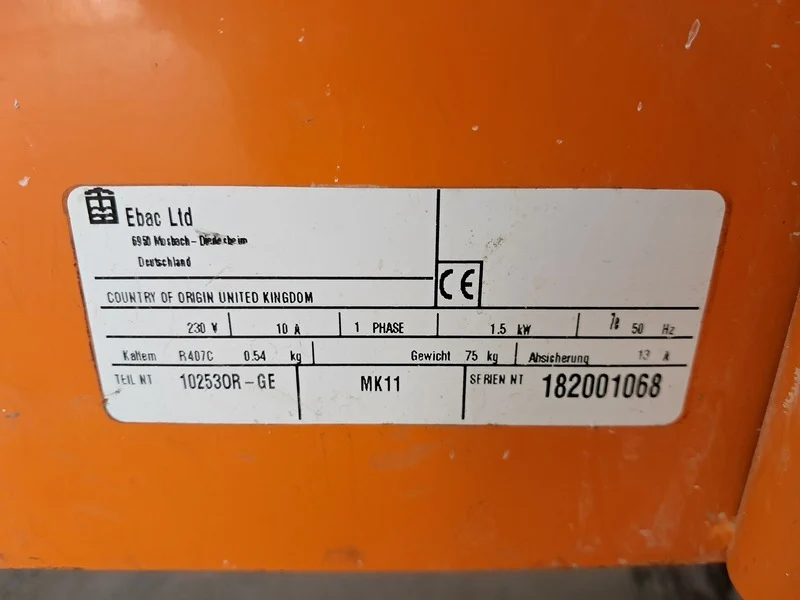 Ebac Ltd
6950 Mosbach-Diedesheim
Deutschland
CE
COUNTRY OF ORIGIN UNITED KINGDOM
230 V 10 A 1 PHASE 1.5 kW 50 Hz
Kaltem R407C 0.54 kg Gewicht 75 kg Absicherung 13 A
TEIL NT 102530R-GE MK11 SERIEN NT 182001068